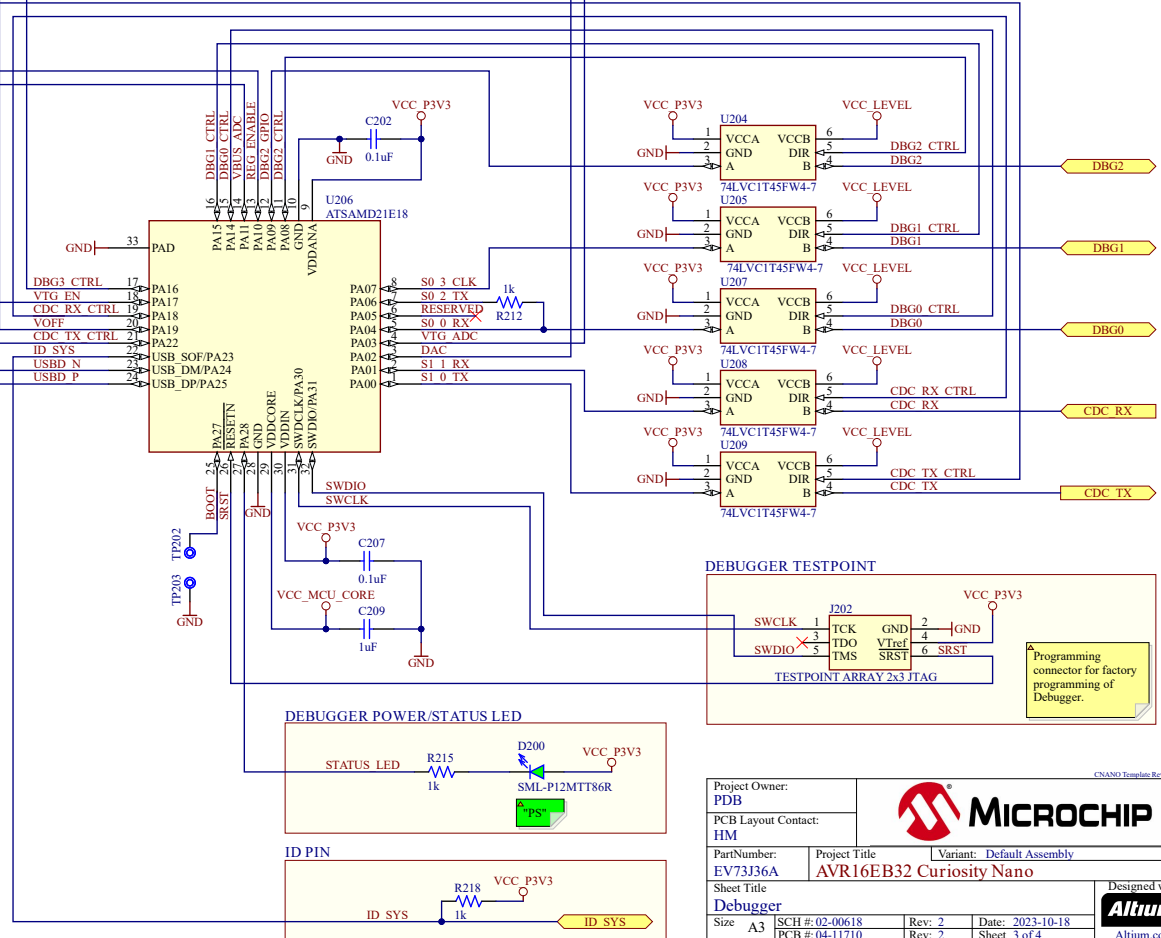 DBG1_CTRL
DBG0_CTRL
VBUS_ADC
REG_ENABLE
DBG2_GPIO
DBG2_CTRL
16
15
14
13
12
11
10
9
PA15
PA14
PA11
PA10
PA09
PA08
GND
VDDANA
VCC_P3V3
C202
0.1uF
GND
U206
ATSAMD21E18
GND
33
PAD
DBG3_CTRL 17 PA16
VTG_EN 18 PA17
CDC_RX_CTRL 19 PA18
VOFF 20 PA19
CDC_TX_CTRL 21 PA22
ID_SYS 22 USB_SOF/PA23
USBD_N 23 USB_DM/PA24
USBD_P 24 USB_DP/PA25
PA07 8 S0_3_CLK
PA06 7 S0_2_TX
PA05 6 RESERVED
PA04 5 S0_0_RX
PA03 4 VTG_ADC
PA02 3 DAC
PA01 2 S1_1_RX
PA00 1 S1_0_TX
1k
R212
PA27
RESETN
PA28
GND
VDDCORE
VDDIN
SWDCLK/PA30
SWDIO/PA31
25
26
27
28
29
30
31
32
BOOT
SRST
GND
SWDIO
SWCLK
TP202
TP203
GND
VCC_P3V3
C207
0.1uF
VCC_MCU_CORE
C209
1uF
GND
VCC_P3V3
U204
VCC_LEVEL
1 VCCA VCCB 6
GND 2 GND DIR 5 DBG2_CTRL
3 A B 4 DBG2
DBG2
74LVC1T45FW4-7
VCC_P3V3
U205
VCC_LEVEL
1 VCCA VCCB 6
GND 2 GND DIR 5 DBG1_CTRL
3 A B 4 DBG1
DBG1
74LVC1T45FW4-7
VCC_P3V3
U207
VCC_LEVEL
1 VCCA VCCB 6
GND 2 GND DIR 5 DBG0_CTRL
3 A B 4 DBG0
DBG0
74LVC1T45FW4-7
VCC_P3V3
U208
VCC_LEVEL
1 VCCA VCCB 6
GND 2 GND DIR 5 CDC_RX_CTRL
3 A B 4 CDC_RX
CDC_RX
74LVC1T45FW4-7
VCC_P3V3
U209
VCC_LEVEL
1 VCCA VCCB 6
GND 2 GND DIR 5 CDC_TX_CTRL
3 A B 4 CDC_TX
CDC_TX
74LVC1T45FW4-7
DEBUGGER TESTPOINT
J202
VCC_P3V3
SWCLK 1 TCK GND 2 GND
3 TDO VTref 4
SWDIO 5 TMS SRST 6 SRST
TESTPOINT ARRAY 2x3 JTAG
Programming
connector for factory
programming of
Debugger.
DEBUGGER POWER/STATUS LED
STATUS_LED
R215
1k
D200
VCC_P3V3
SML-P12MTT86R
"PS"
ID PIN
ID_SYS
R218
1k
VCC_P3V3
ID_SYS
CNANO Template
Project Owner:
PDB
PCB Layout Contact:
HM
MICROCHIP
PartNumber:
EV73J36A
Project Title
Variant: Default Assembly
AVR16EB32 Curiosity Nano
Sheet Title
Debugger
Designed
Altium
Altium.co
Size A3
SCH #: 02-00618
Rev: 2
Date: 2023-10-18
PCB #: 04-11710
Rev: 2
Sheet 3 of 4